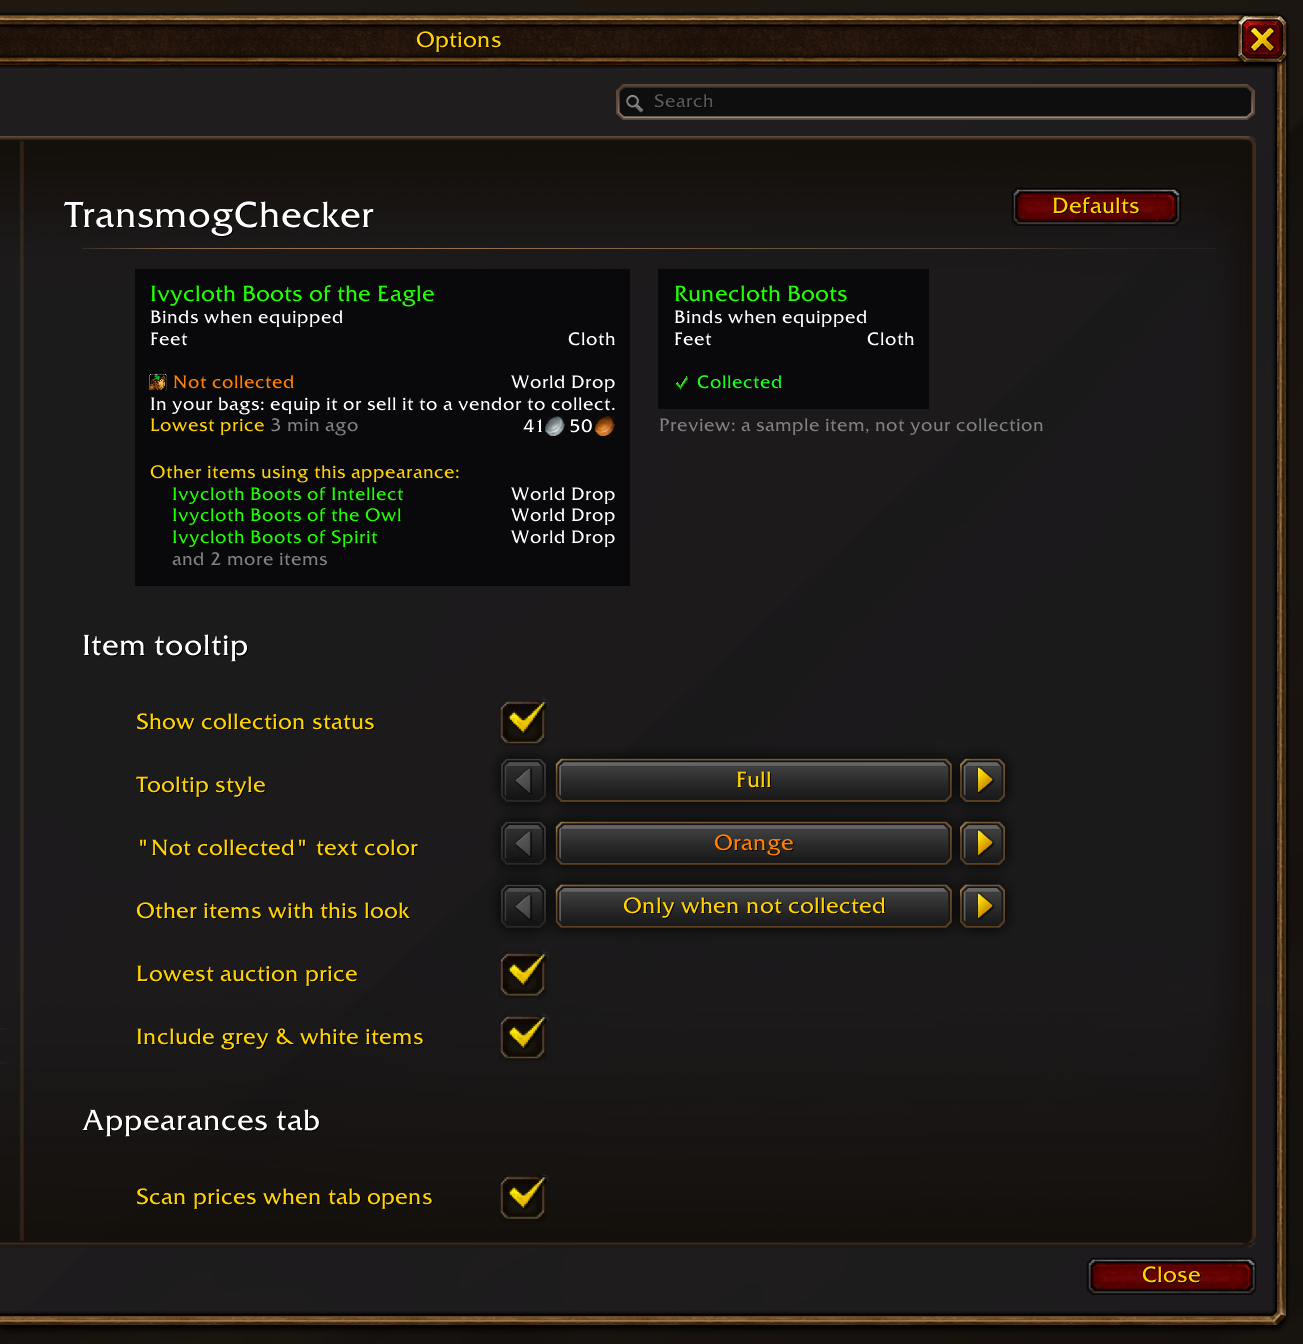 Options
Search
TransmogChecker
Defaults
Ivycloth Boots of the Eagle
Binds when equipped
Feet Cloth
Not collected World Drop
In your bags: equip it or sell it to a vendor to collect.
Lowest price 3 min ago 41 50
Other items using this appearance:
Ivycloth Boots of Intellect World Drop
Ivycloth Boots of the Owl World Drop
Ivycloth Boots of Spirit World Drop
and 2 more items
Runecloth Boots
Binds when equipped
Feet Cloth
Collected
Preview: a sample item, not your collection
Item tooltip
Show collection status
Tooltip style Full
"Not collected" text color Orange
Other items with this look Only when not collected
Lowest auction price
Include grey & white items
Appearances tab
Scan prices when tab opens
Close